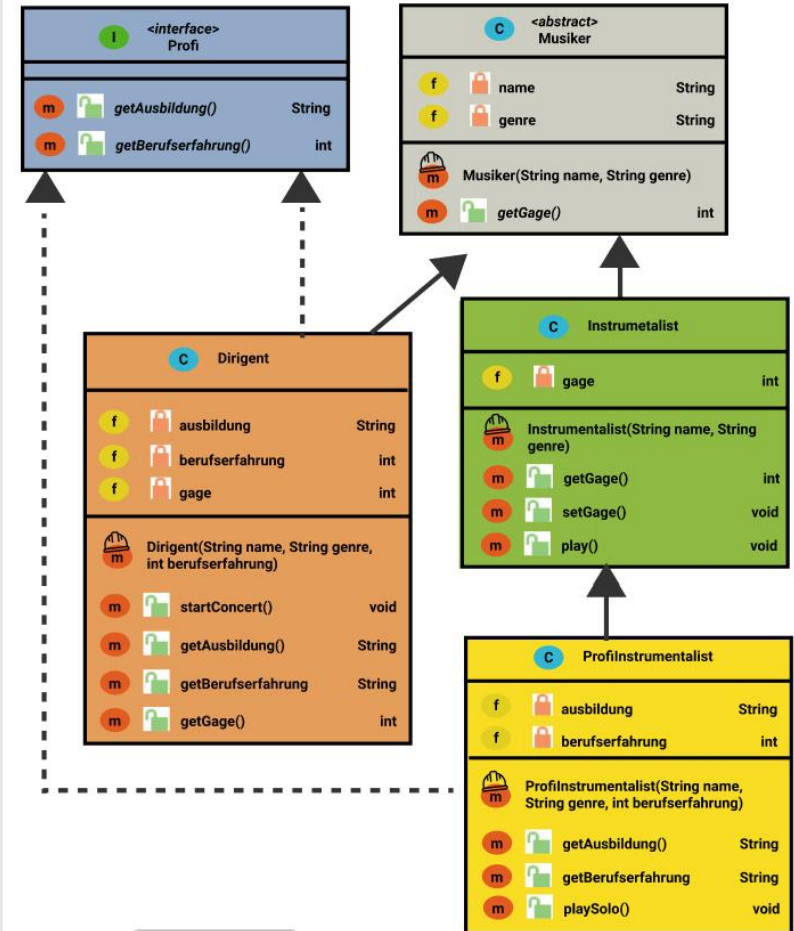 I
<interface>
Profi
m getAusbildung() String
m getBerufserfahrung() int
C
<abstract>
Musiker
f name String
f genre String
m Musiker(String name, String genre)
m getGage() int
C Dirigent
f ausbildung String
f berufserfahrung int
f gage int
m Dirigent(String name, String genre,
int berufserfahrung)
m startConcert() void
m getAusbildung() String
m getBerufserfahrung String
m getGage() int
C Instrumetalist
f gage int
m Instrumentalist(String name, String
genre)
m getGage() int
m setGage() void
m play() void
C ProfiInstrumentalist
f ausbildung String
f berufserfahrung int
m ProfiInstrumentalist(String name,
String genre, int berufserfahrung)
m getAusbildung() String
m getBerufserfahrung String
m playSolo() void